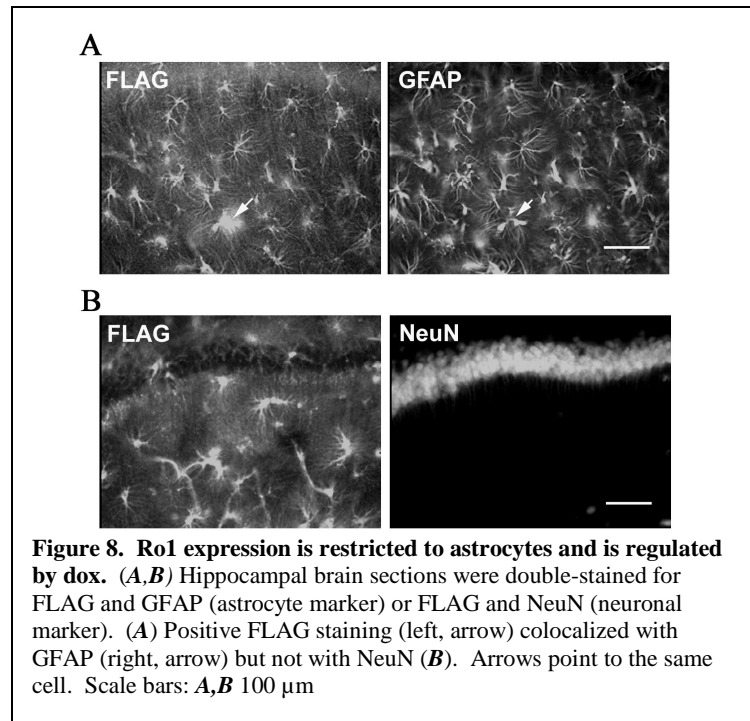 A
FLAG GFAP
B
FLAG NeuN
Figure 8. Ro1 expression is restricted to astrocytes and is regulated
by dox. (A,B) Hippocampal brain sections were double-stained for
FLAG and GFAP (astrocyte marker) or FLAG and NeuN (neuronal
marker). (A) Positive FLAG staining (left, arrow) colocalized with
GFAP (right, arrow) but not with NeuN (B). Arrows point to the same
cell. Scale bars: A,B 100 µm